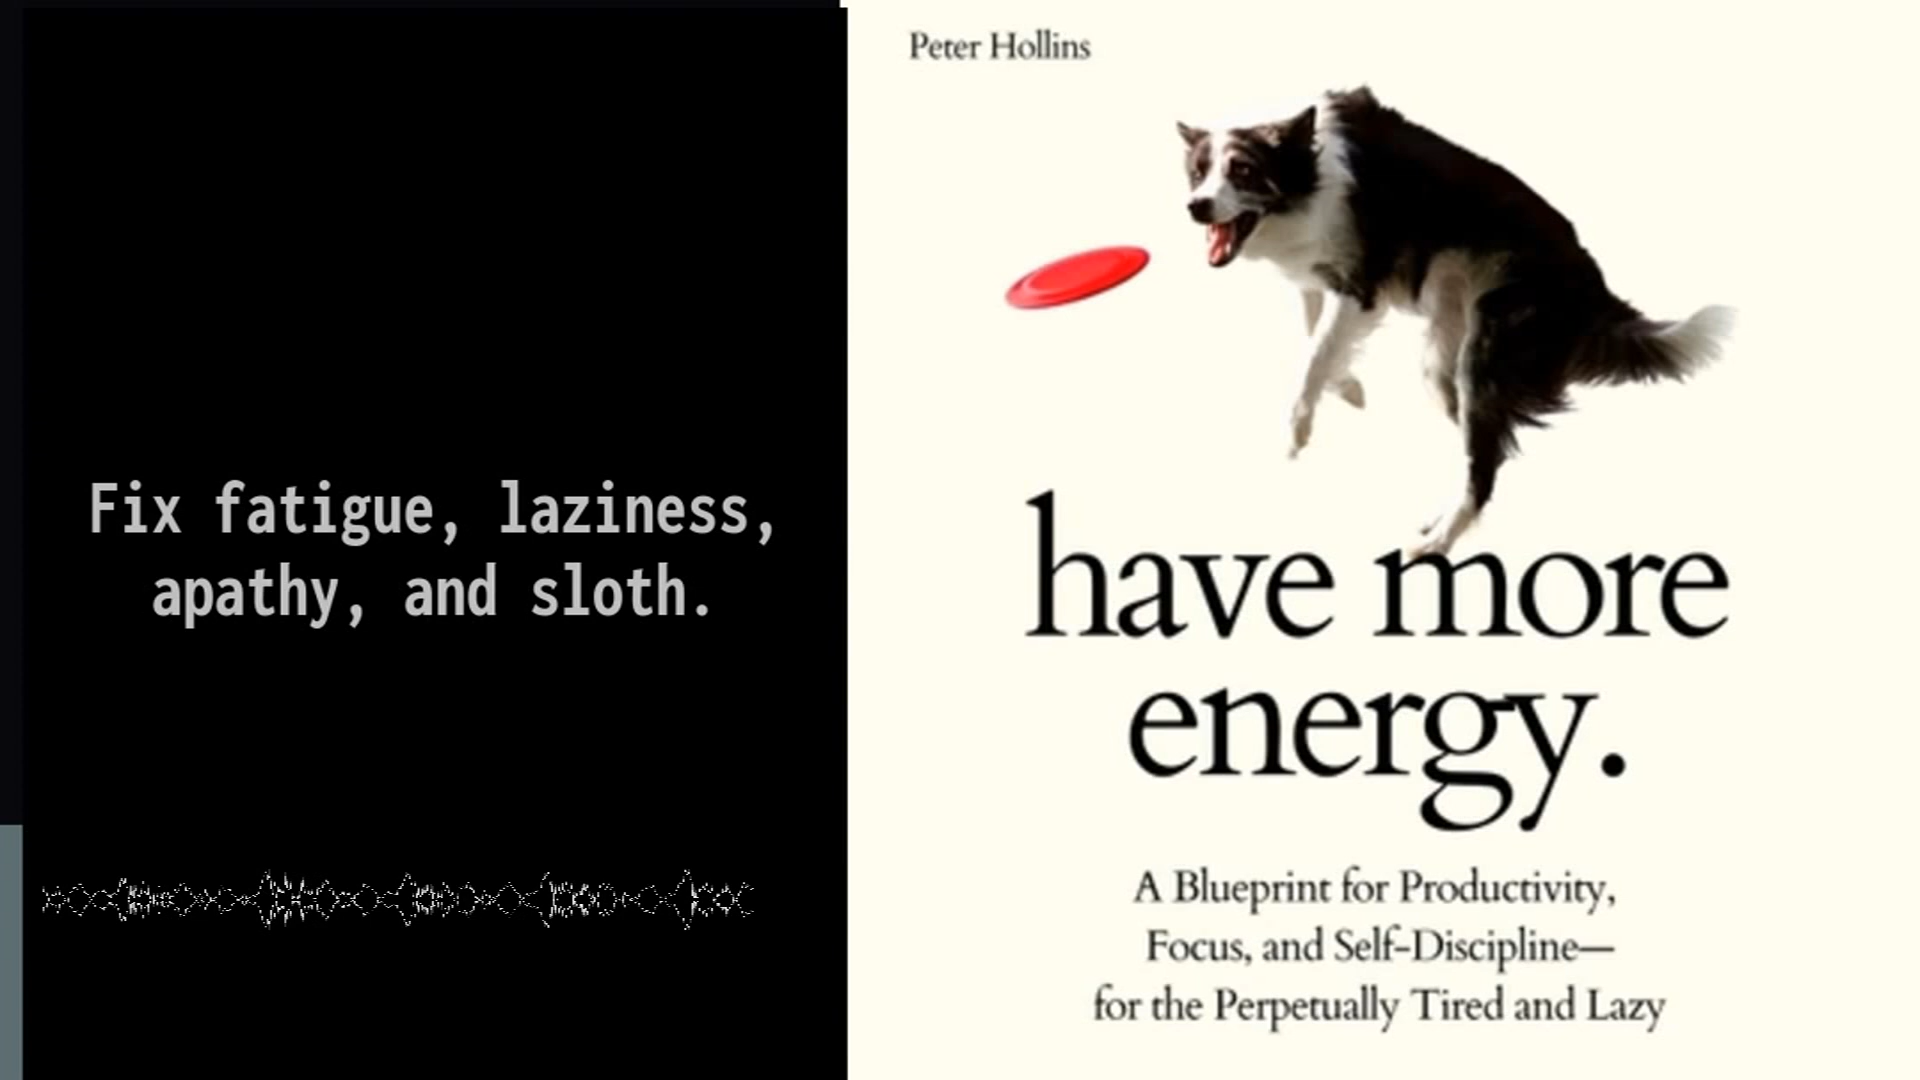 Fix fatigue, laziness,
apathy, and sloth.
Peter Hollins
have more
energy.
A Blueprint for Productivity,
Focus, and Self-Discipline—
for the Perpetually Tired and Lazy